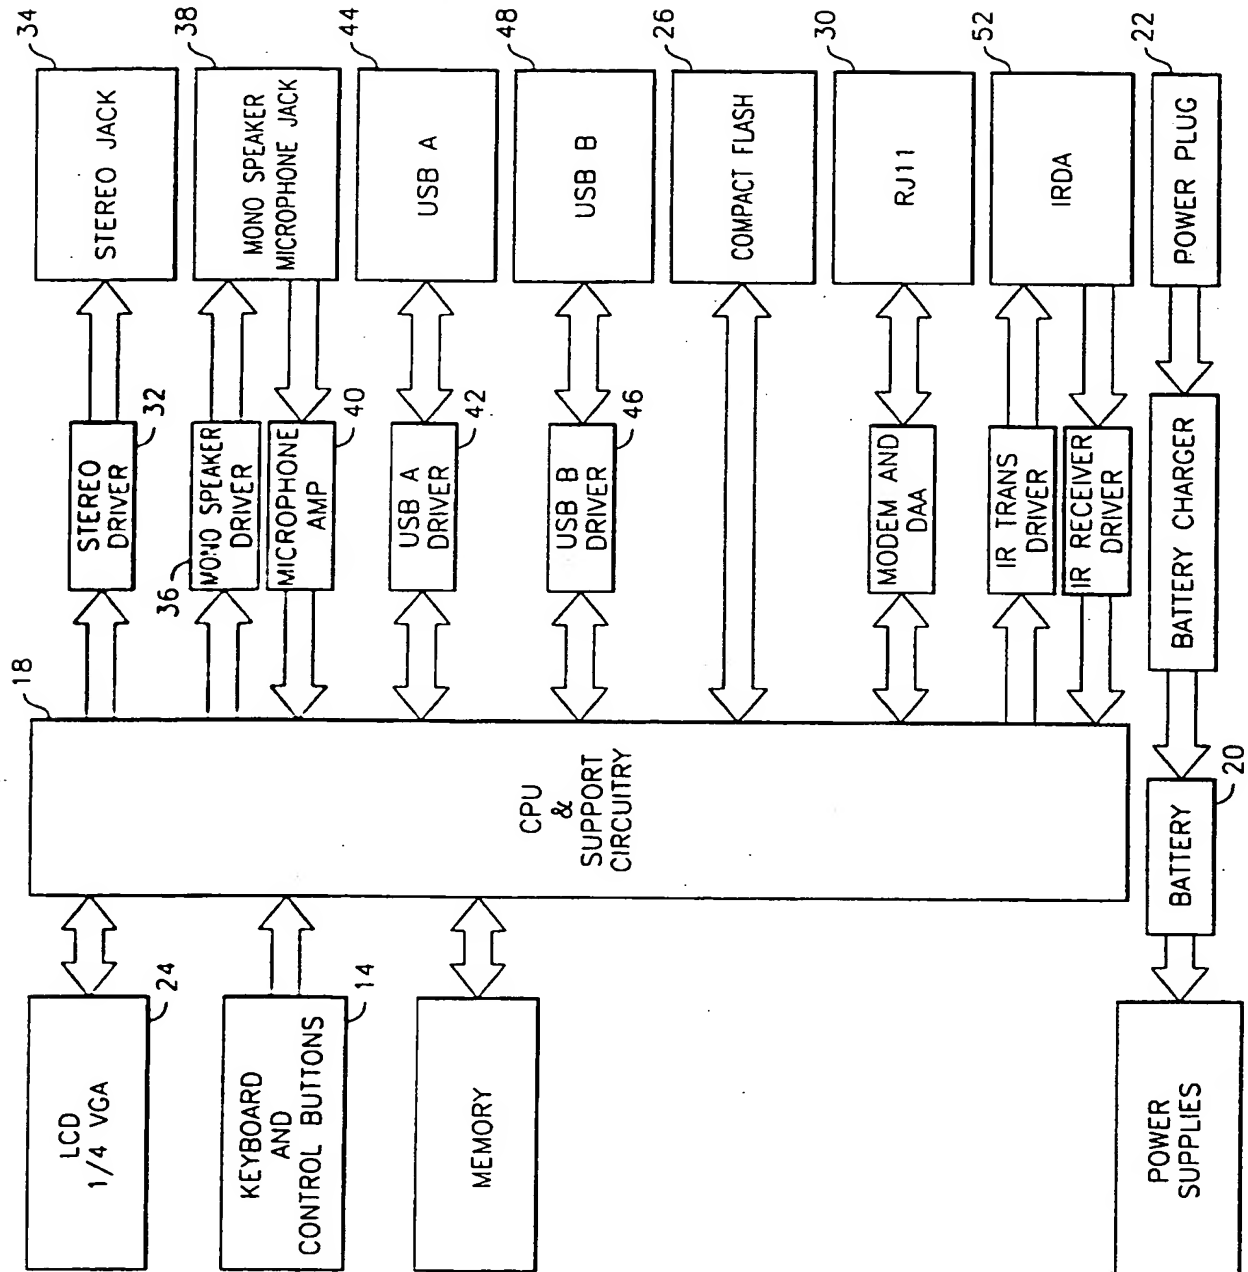 LCD
1/4 VGA
24
KEYBOARD
AND
CONTROL BUTTONS
14
MEMORY
POWER
SUPPLIES
CPU
&
SUPPORT
CIRCUITRY
18
BATTERY
20
STEREO
DRIVER
32
MONO SPEAKER
DRIVER
36
MICROPHONE
AMP
40
USB A
DRIVER
42
USB B
DRIVER
46
MODEM AND
DAA
IR TRANS
DRIVER
IR RECEIVER
DRIVER
BATTERY CHARGER
STEREO JACK
34
MONO SPEAKER
MICROPHONE JACK
38
USB A
44
USB B
48
COMPACT FLASH
26
RJ11
30
IRDA
52
POWER PLUG
22